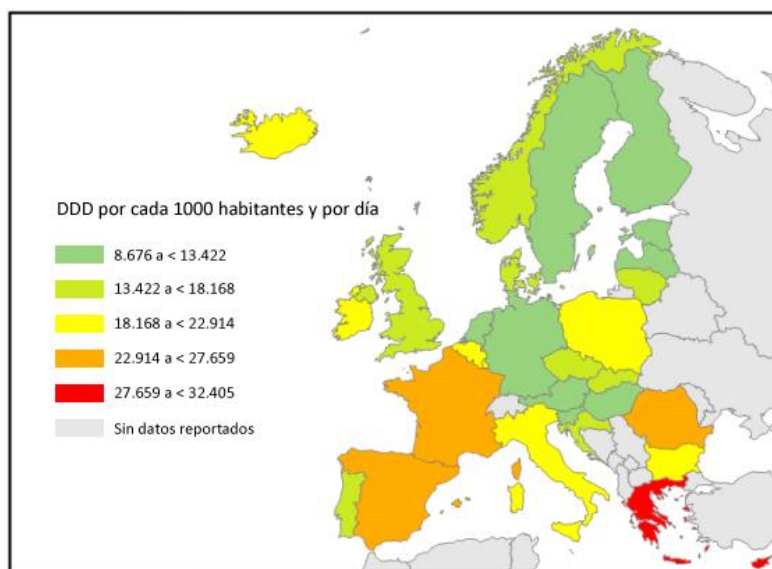 DDD por cada 1000 habitantes y por día
8.676 a < 13.422
13.422 a < 18.168
18.168 a < 22.914
22.914 a < 27.659
27.659 a < 32.405
Sin datos reportados